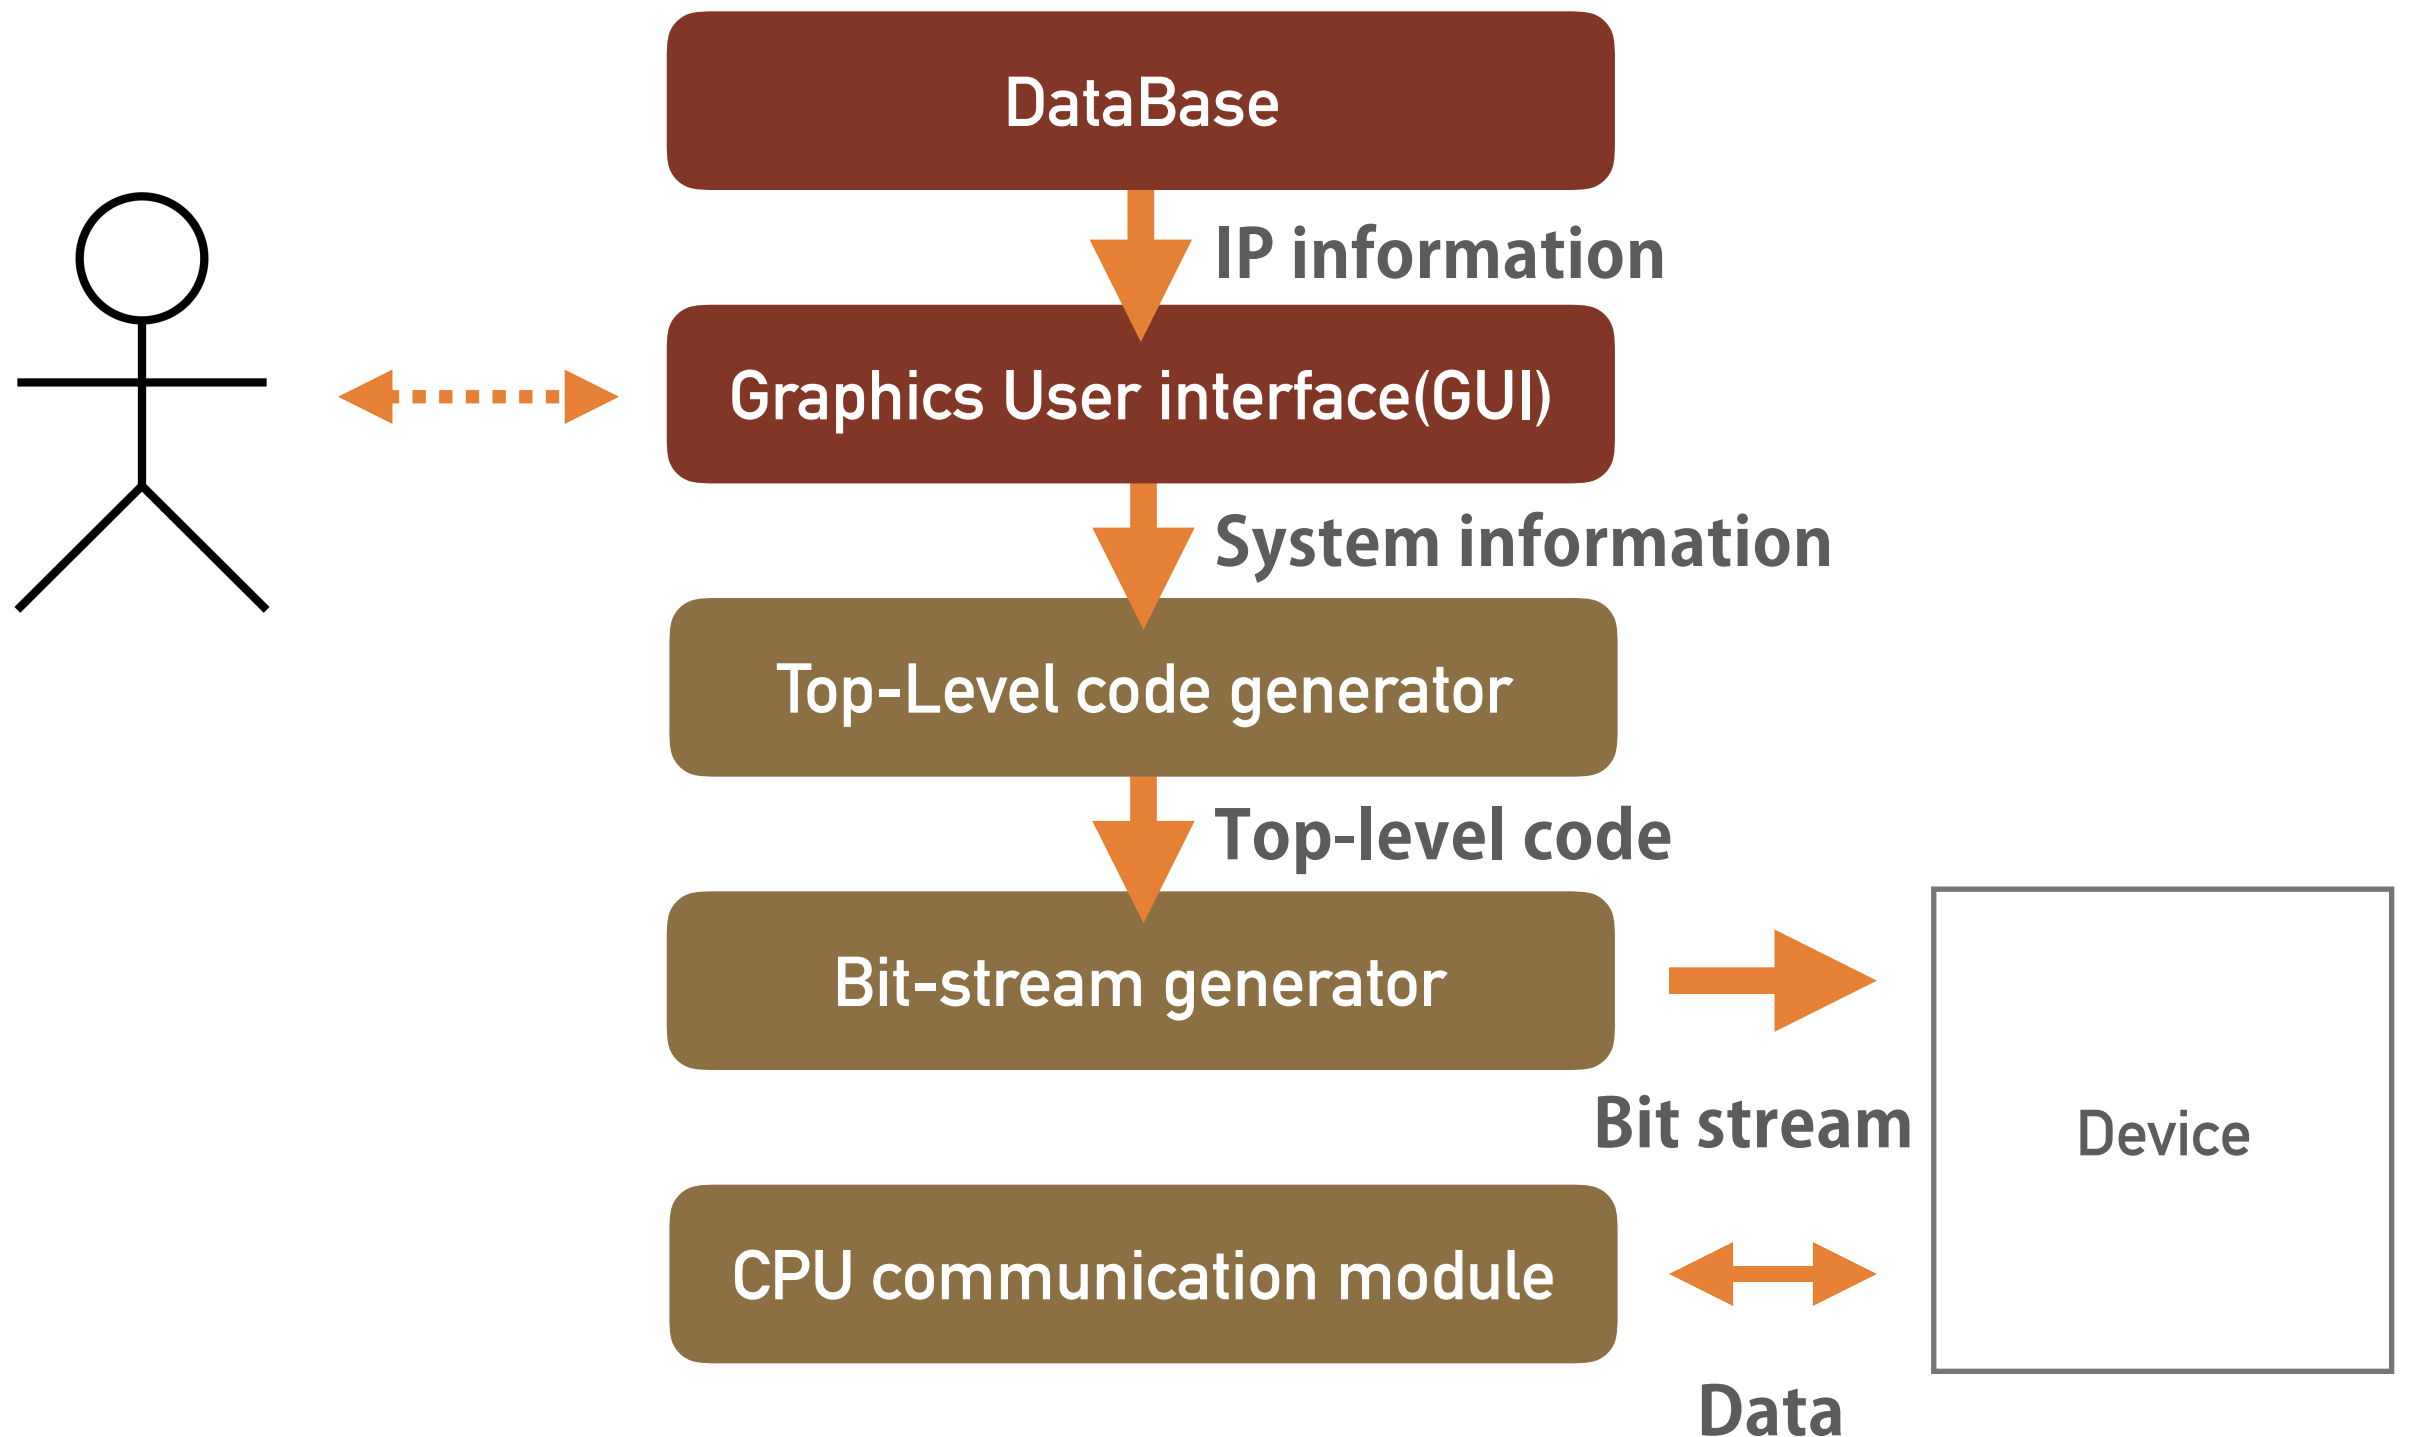 DataBase
IP information
Graphics User interface(GUI)
System information
Top-Level code generator
Top-level code
Bit-stream generator
Bit stream
Device
CPU communication module
Data